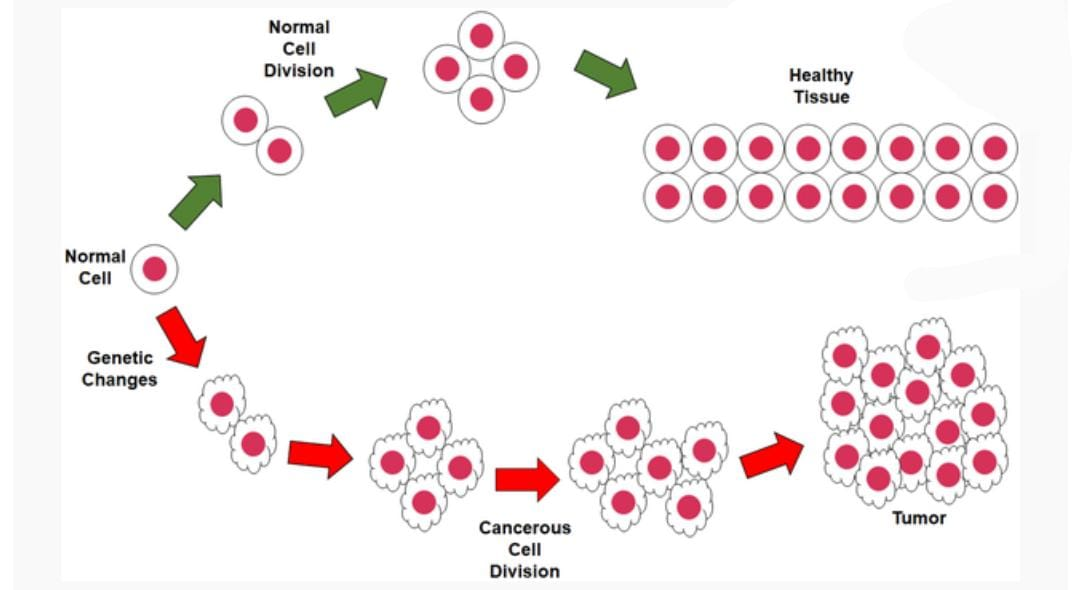 Normal
Cell
Division
Healthy
Tissue
Normal
Cell
Genetic
Changes
Cancerous
Cell
Division
Tumor